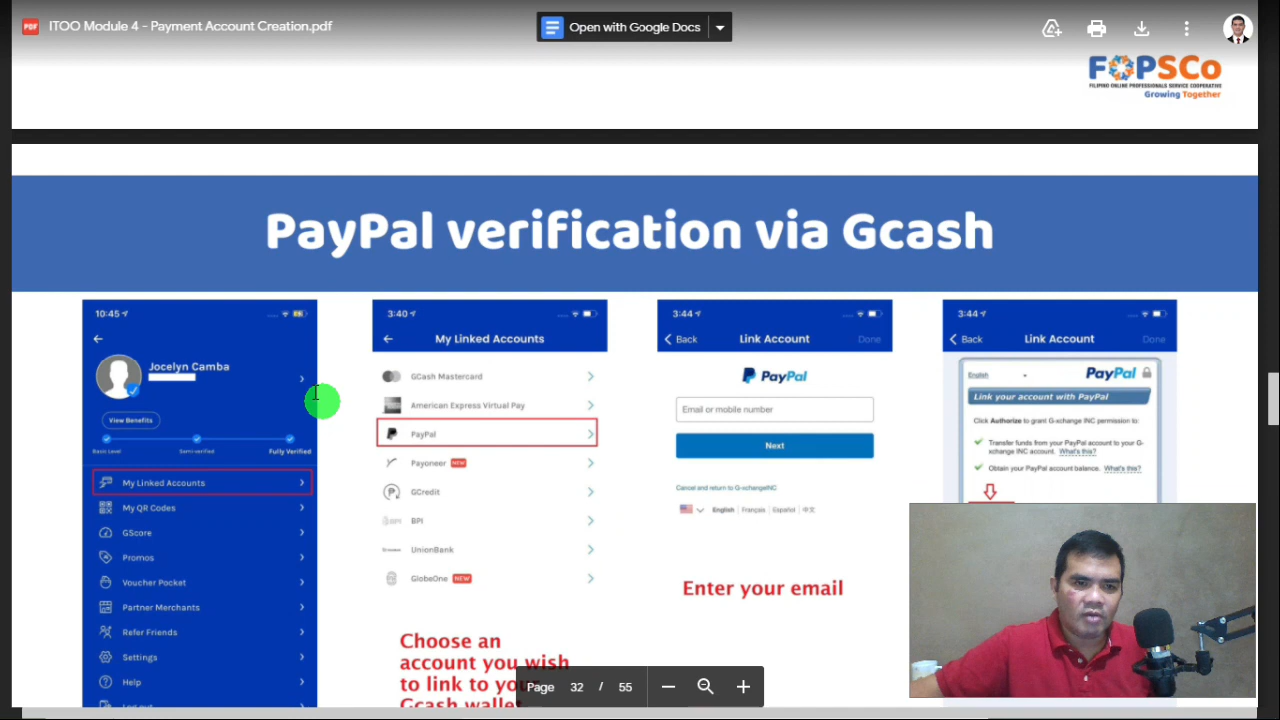 PDF
ITOO Module 4 - Payment Account Creation.pdf
Open with Google Docs
FOPSCo
FILIPINO ONLINE PROFESSIONALS SERVICE COOPERATIVE
Growing Together
PayPal verification via Gcash
10:45
Jocelyn Camba
View Benefits
Basic Level
Semi-verified
Fully Verified
My Linked Accounts
My QR Codes
GScore
Promos
Voucher Pocket
Partner Merchants
Refer Friends
Settings
Help
Log out
3:40
My Linked Accounts
GCash Mastercard
American Express Virtual Pay
PayPal
Payoneer NEW
GCredit
BPI BPI
UnionBank
GlobeOne NEW
Choose an
account you wish
to link to your
Gcash wallet
3:44
Back Link Account Done
PayPal
Email or mobile number
Next
Cancel and return to G-xchangeINC
English | Français | Español | 中文
Enter your email
3:44
Back Link Account Done
English
PayPal
Link your account with PayPal
Click Authorize to grant G-xchange INC permission to:
Transfer funds from your PayPal account to your G-
xchange INC account. What's this?
Obtain your PayPal account balance. What's this?
Page 32 / 55